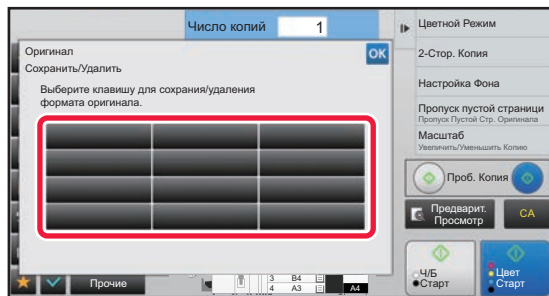 Число копий
1
Оригинал
Сохранить/Удалить
OK
Выберите клавишу для сохрания/удаления
формата оригинала.
Прочие
3 B4
4 A3
A4
Цветной Режим
2-Стор. Копия
Настройка Фона
Пропуск пустой страници
Пропуск Пустой Стр. Оригинала
Масштаб
Увеличить/Уменьшить Копию
Проб. Копия
Предварит.
Просмотр
CA
Ч/Б
Старт
Цвет
Старт